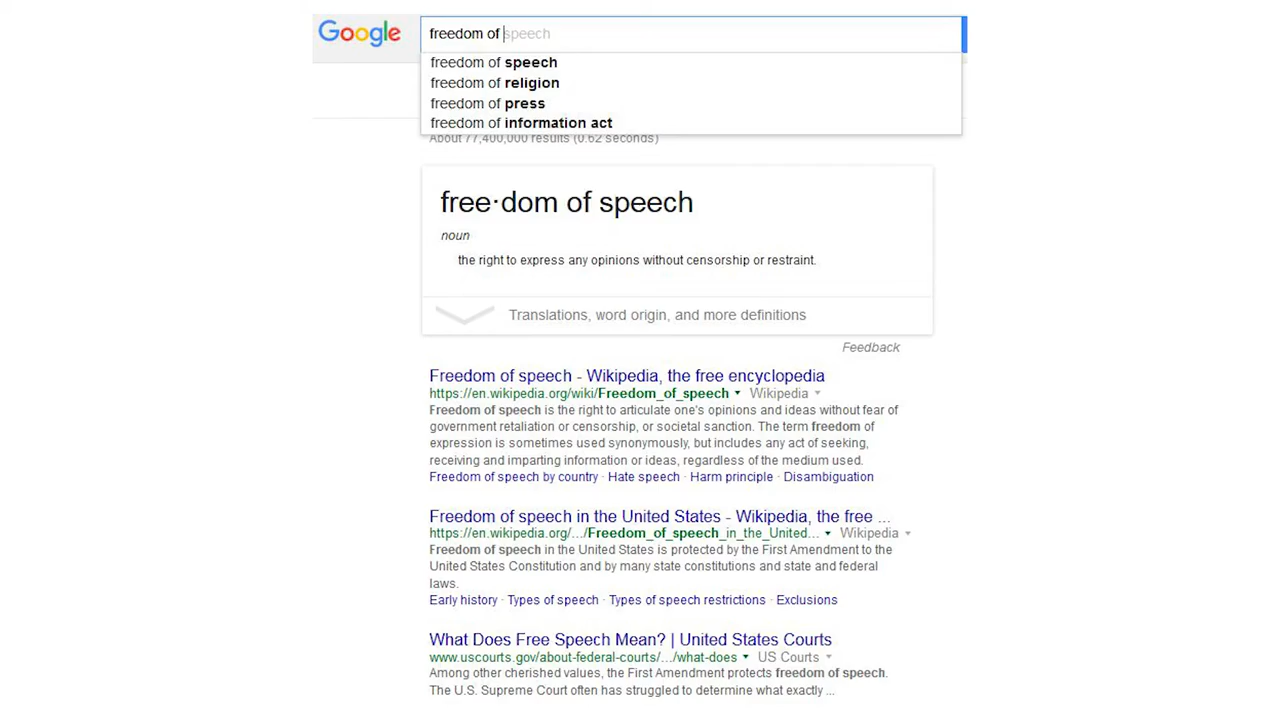 Google
freedom of speech
freedom of speech
freedom of religion
freedom of press
freedom of information act
About 77,400,000 results (0.62 seconds)
free·dom of speech
noun
the right to express any opinions without censorship or restraint.
Translations, word origin, and more definitions
Feedback
Freedom of speech - Wikipedia, the free encyclopedia
https://en.wikipedia.org/wiki/Freedom_of_speech ▾ Wikipedia ▾
Freedom of speech is the right to articulate one's opinions and ideas without fear of
government retaliation or censorship, or societal sanction. The term freedom of
expression is sometimes used synonymously, but includes any act of seeking,
receiving and imparting information or ideas, regardless of the medium used.
Freedom of speech by country · Hate speech · Harm principle · Disambiguation
Freedom of speech in the United States - Wikipedia, the free ...
https://en.wikipedia.org/.../Freedom_of_speech_in_the_United... ▾ Wikipedia ▾
Freedom of speech in the United States is protected by the First Amendment to the
United States Constitution and by many state constitutions and state and federal
laws.
Early history · Types of speech · Types of speech restrictions · Exclusions
What Does Free Speech Mean? | United States Courts
www.uscourts.gov/about-federal-courts/.../what-does ▾ US Courts ▾
Among other cherished values, the First Amendment protects freedom of speech.
The U.S. Supreme Court often has struggled to determine what exactly ...